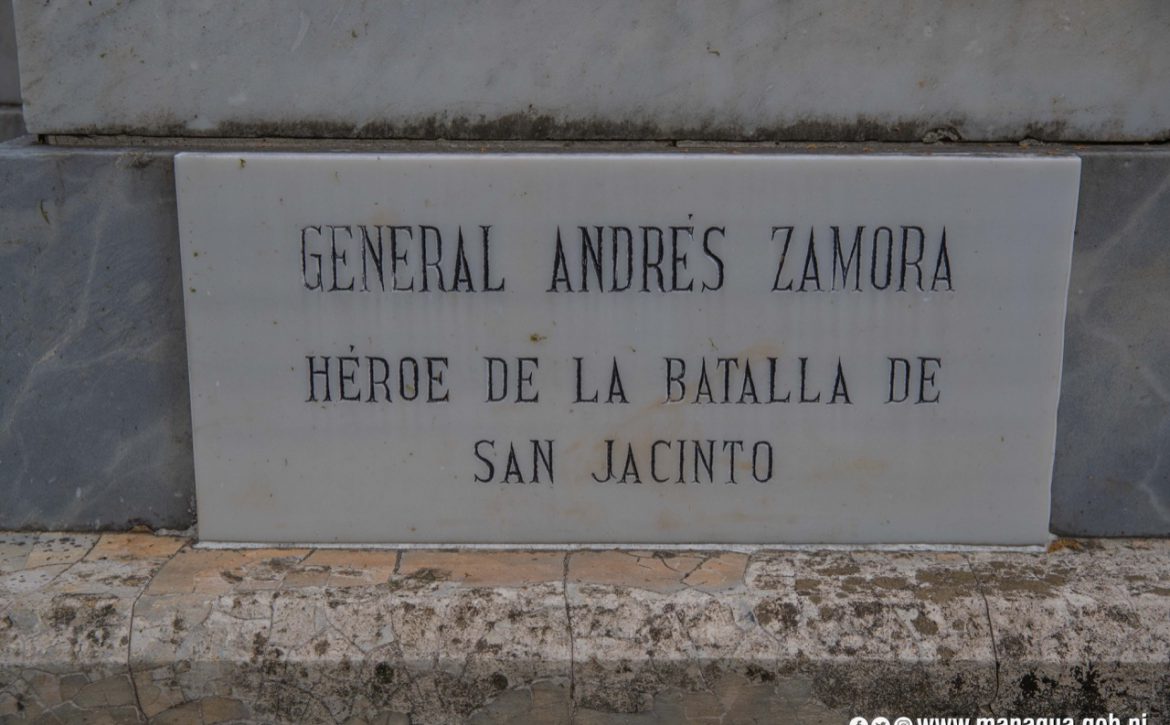 GENERAL ANDRÉS ZAMORA
HÉROE DE LA BATALLA DE
SAN JACINTO
www.managua.gob.ni